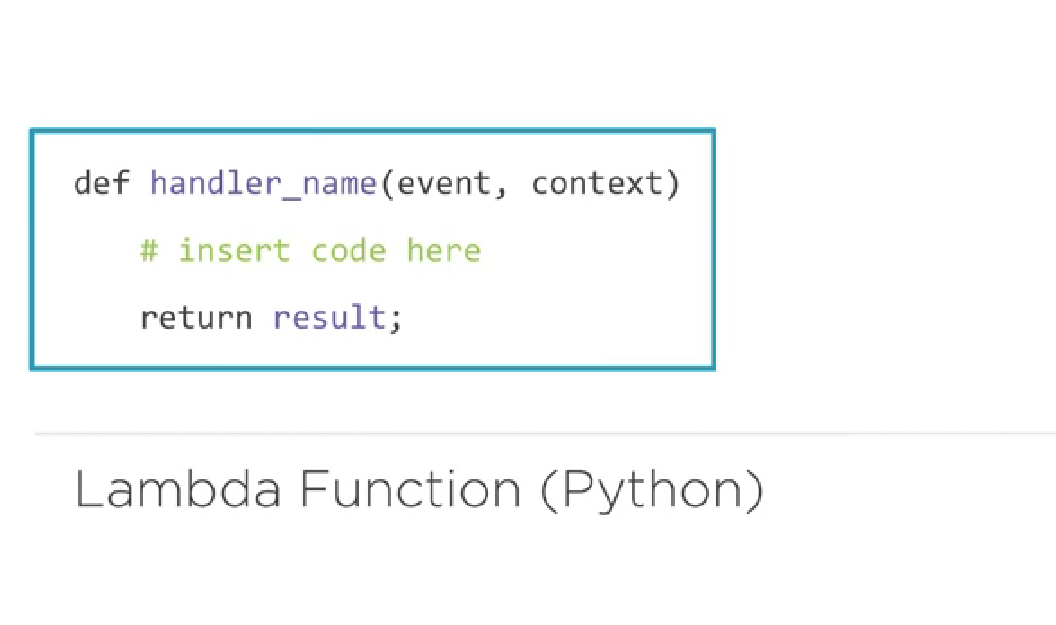 def handler_name(event, context)
# insert code here
return result;
Lambda Function (Python)